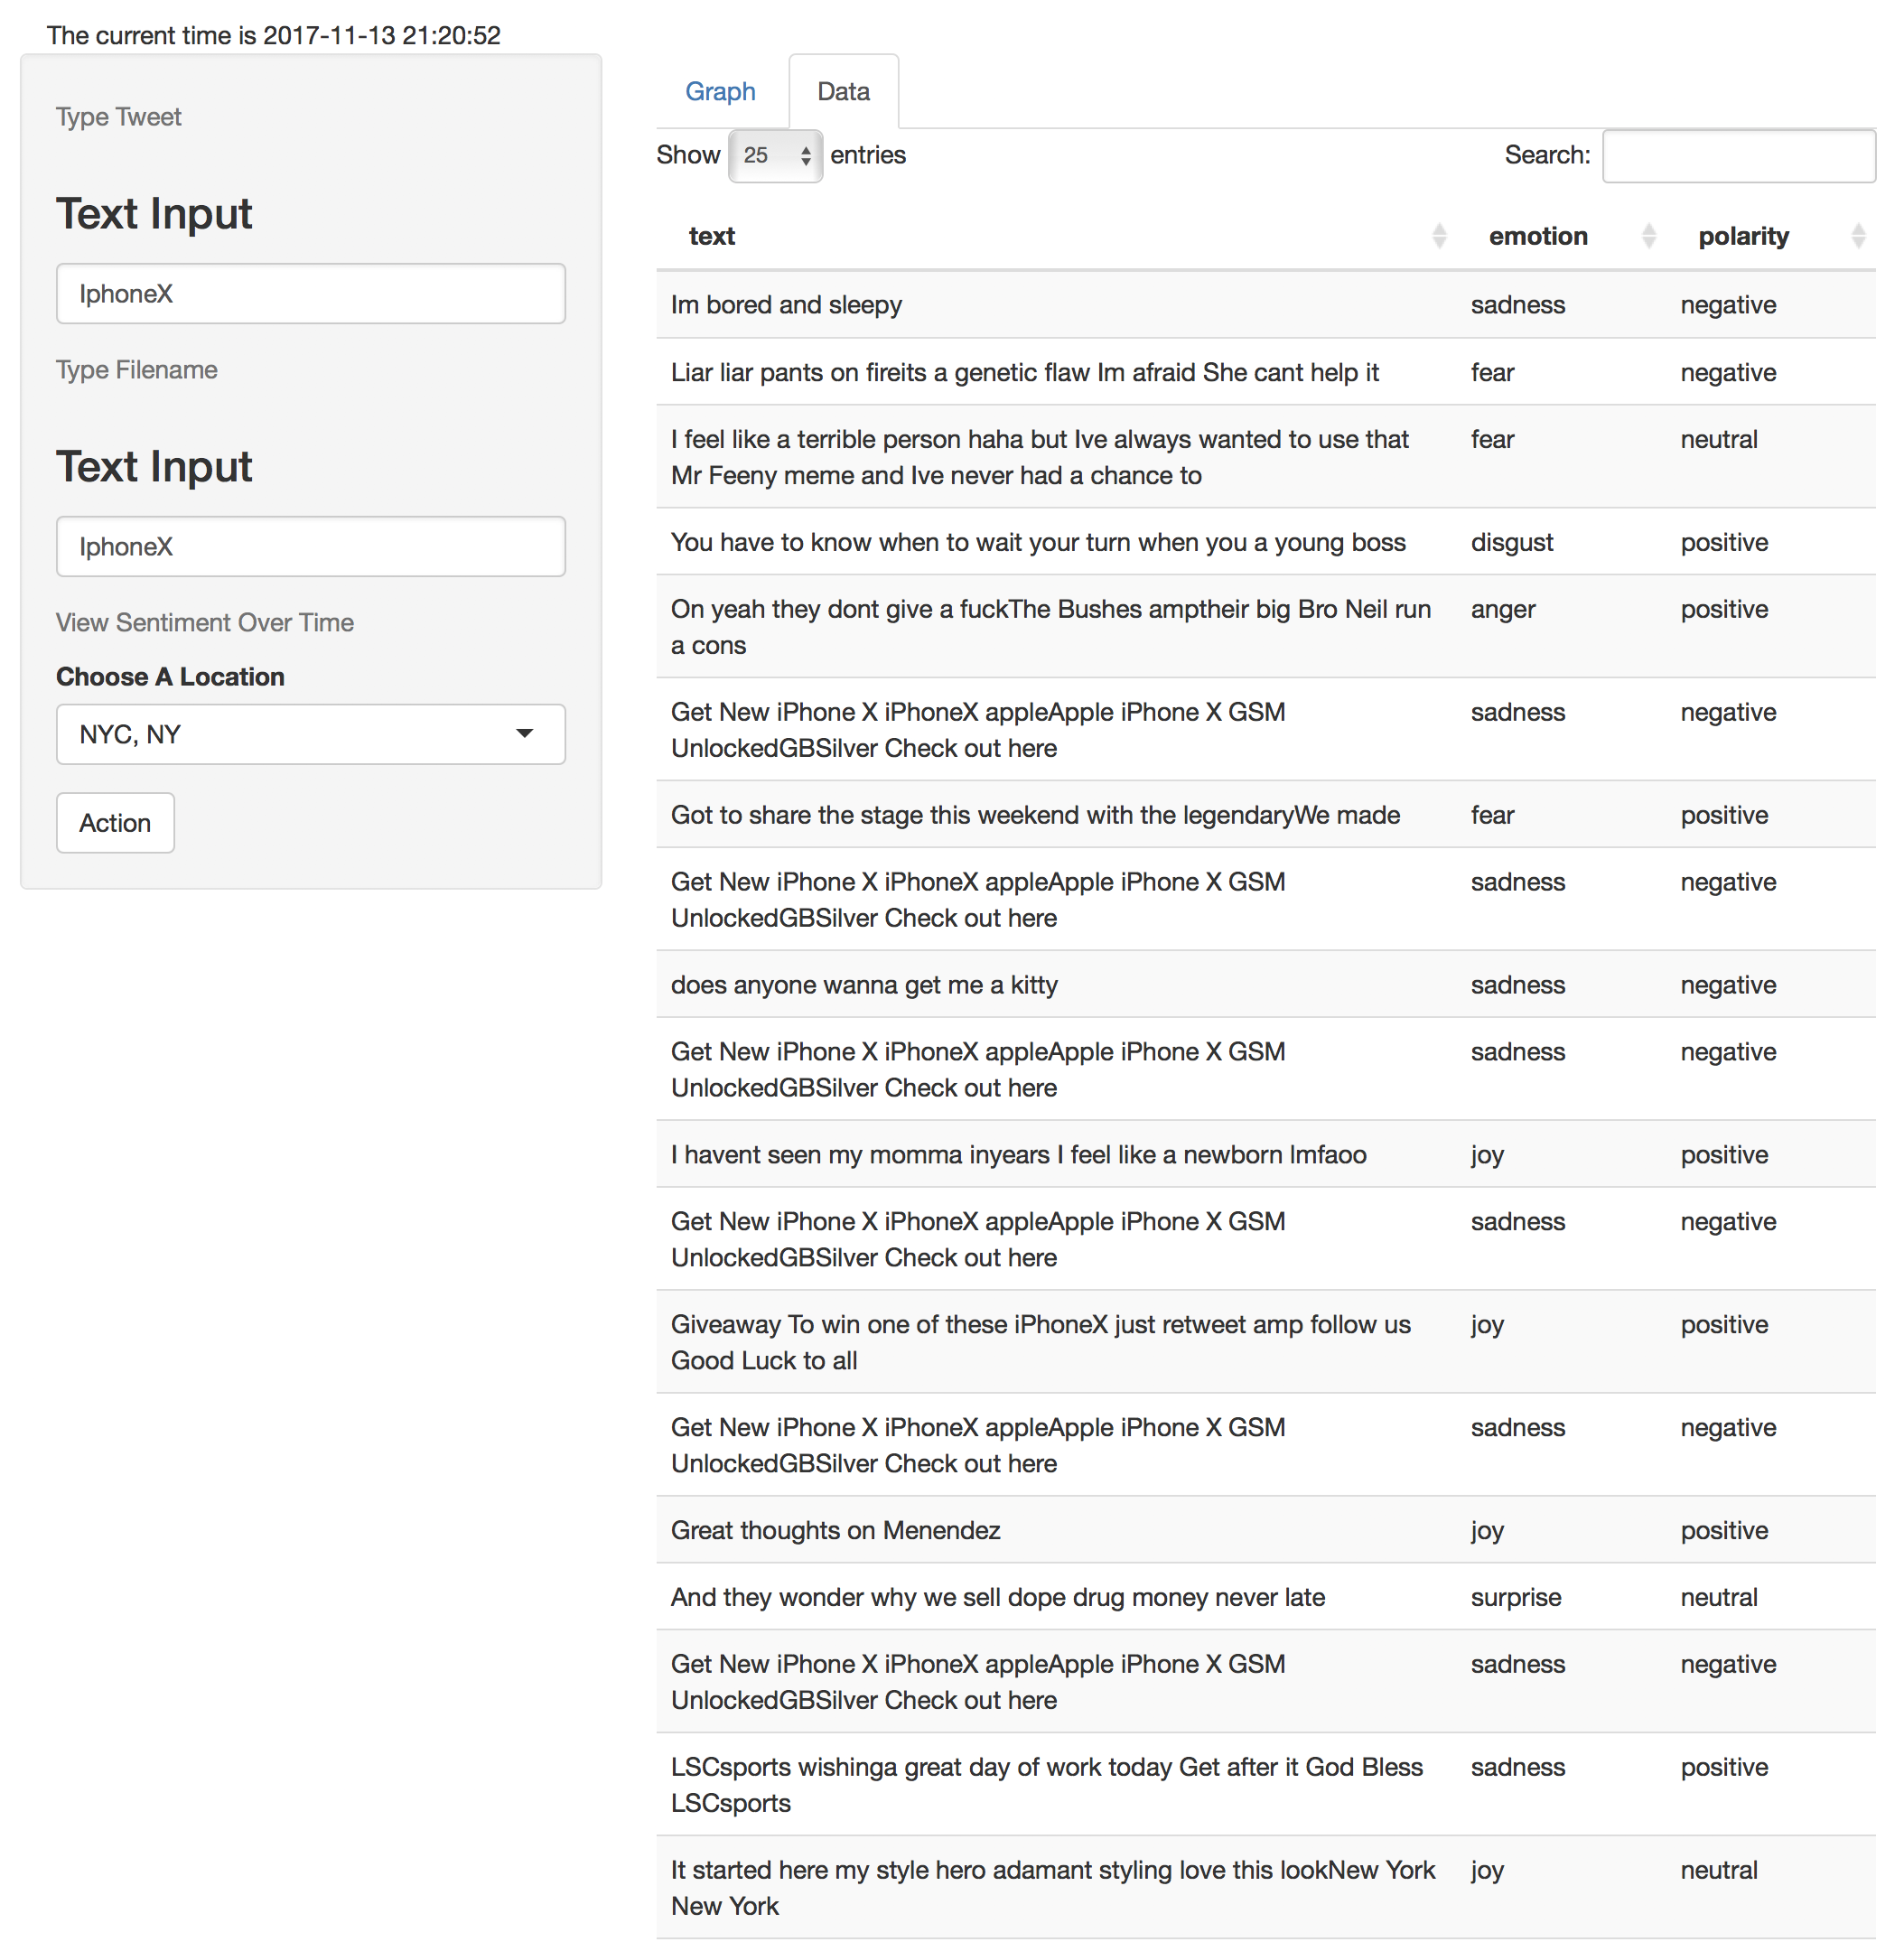 The current time is 2017-11-13 21:20:52
Type Tweet
Text Input
IphoneX
Type Filename
Text Input
IphoneX
View Sentiment Over Time
Choose A Location
NYC, NY
Action
Graph Data
Show 25 entries Search:
text emotion polarity
Im bored and sleepy sadness negative
Liar liar pants on fireits a genetic flaw Im afraid She cant help it fear negative
I feel like a terrible person haha but Ive always wanted to use that fear neutral
Mr Feeny meme and Ive never had a chance to
You have to know when to wait your turn when you a young boss disgust positive
On yeah they dont give a fuckThe Bushes amptheir big Bro Neil run anger positive
a cons
Get New iPhone X iPhoneX appleApple iPhone X GSM sadness negative
UnlockedGBSilver Check out here
Got to share the stage this weekend with the legendaryWe made fear positive
Get New iPhone X iPhoneX appleApple iPhone X GSM sadness negative
UnlockedGBSilver Check out here
does anyone wanna get me a kitty sadness negative
Get New iPhone X iPhoneX appleApple iPhone X GSM sadness negative
UnlockedGBSilver Check out here
I havent seen my momma inyears I feel like a newborn lmfaoo joy positive
Get New iPhone X iPhoneX appleApple iPhone X GSM sadness negative
UnlockedGBSilver Check out here
Giveaway To win one of these iPhoneX just retweet amp follow us joy positive
Good Luck to all
Get New iPhone X iPhoneX appleApple iPhone X GSM sadness negative
UnlockedGBSilver Check out here
Great thoughts on Menendez joy positive
And they wonder why we sell dope drug money never late surprise neutral
Get New iPhone X iPhoneX appleApple iPhone X GSM sadness negative
UnlockedGBSilver Check out here
LSCsports wishinga great day of work today Get after it God Bless sadness positive
LSCsports
It started here my style hero adamant styling love this lookNew York joy neutral
New York